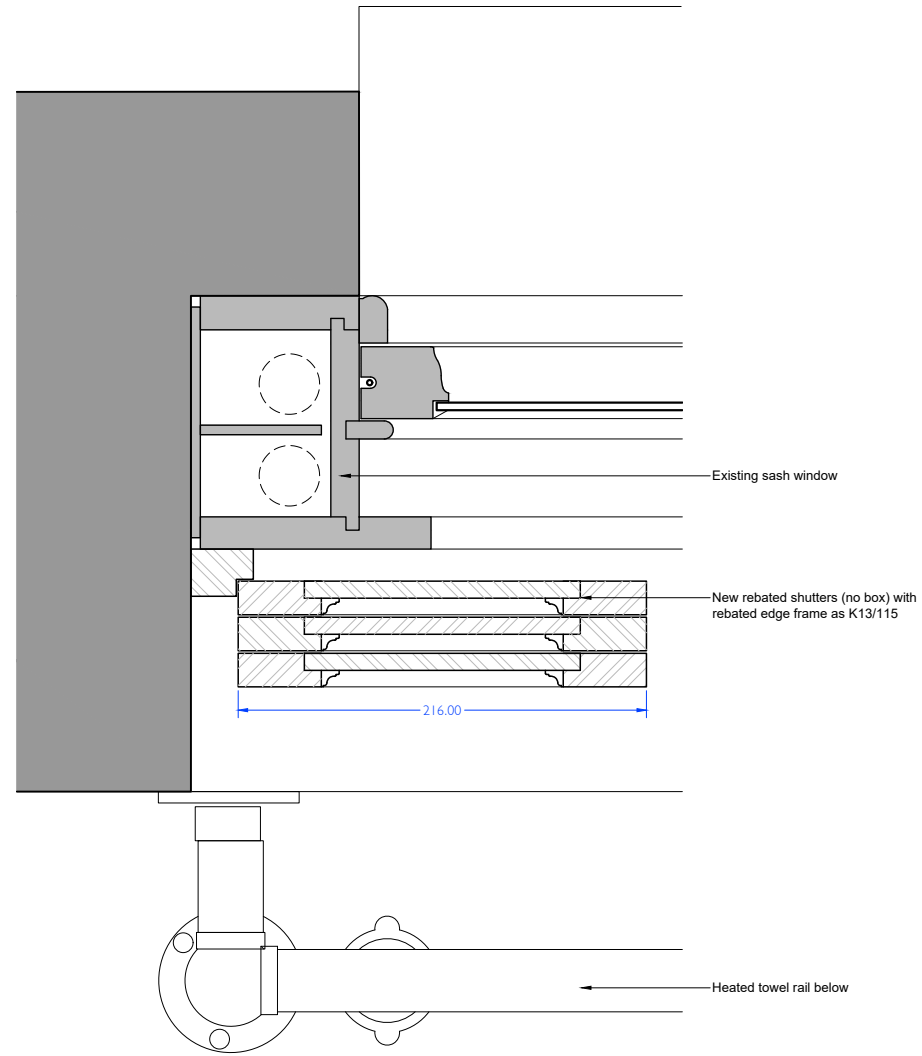 Existing sash window
New rebated shutters (no box) with
rebated edge frame as K13/115
216.00
Heated towel rail below